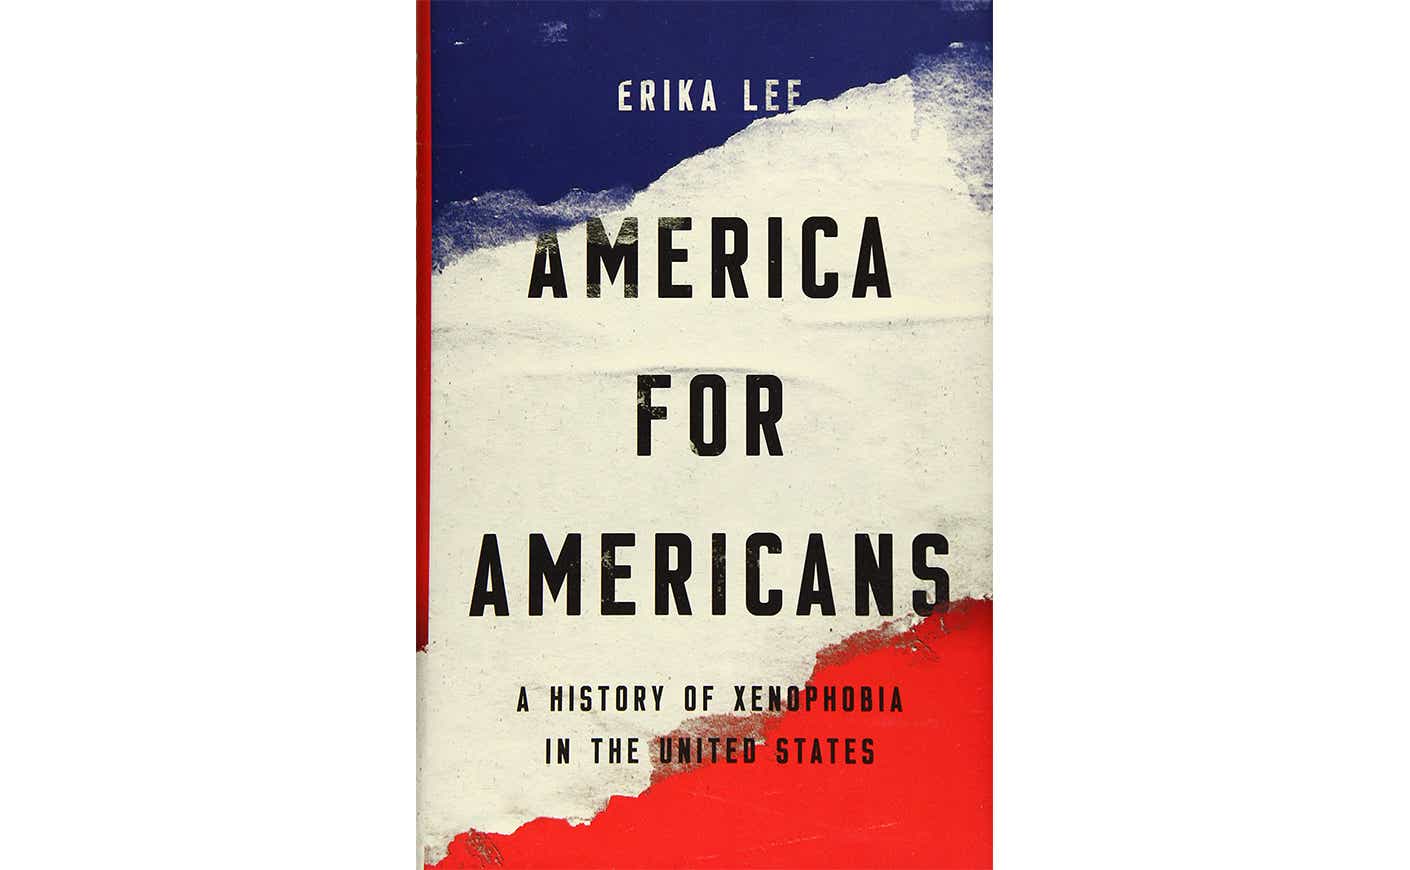 ERIKA LEE
AMERICA
FOR
AMERICANS
A HISTORY OF XENOPHOBIA
IN THE UNITED STATES